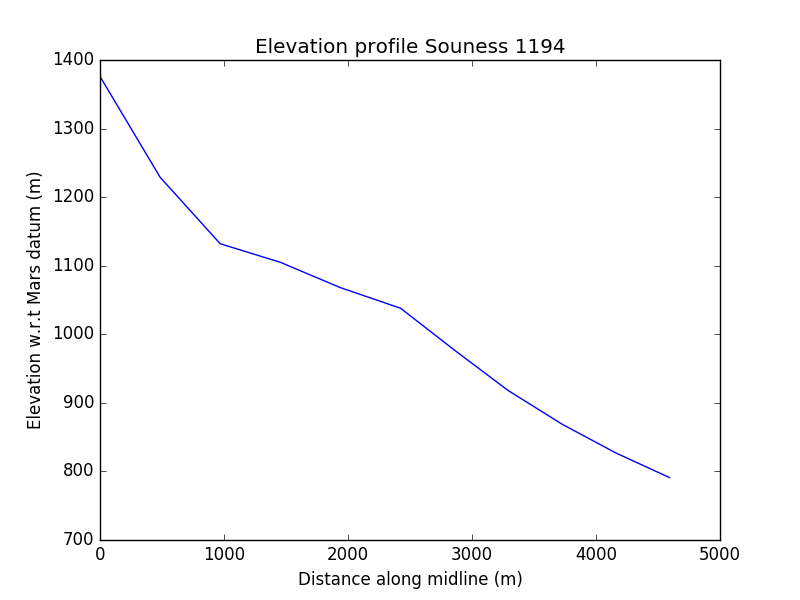 Elevation profile Souness 1194
1400
1300
1200
1100
1000
900
800
700
Elevation w.r.t Mars datum (m)
0 1000 2000 3000 4000 5000
Distance along midline (m)